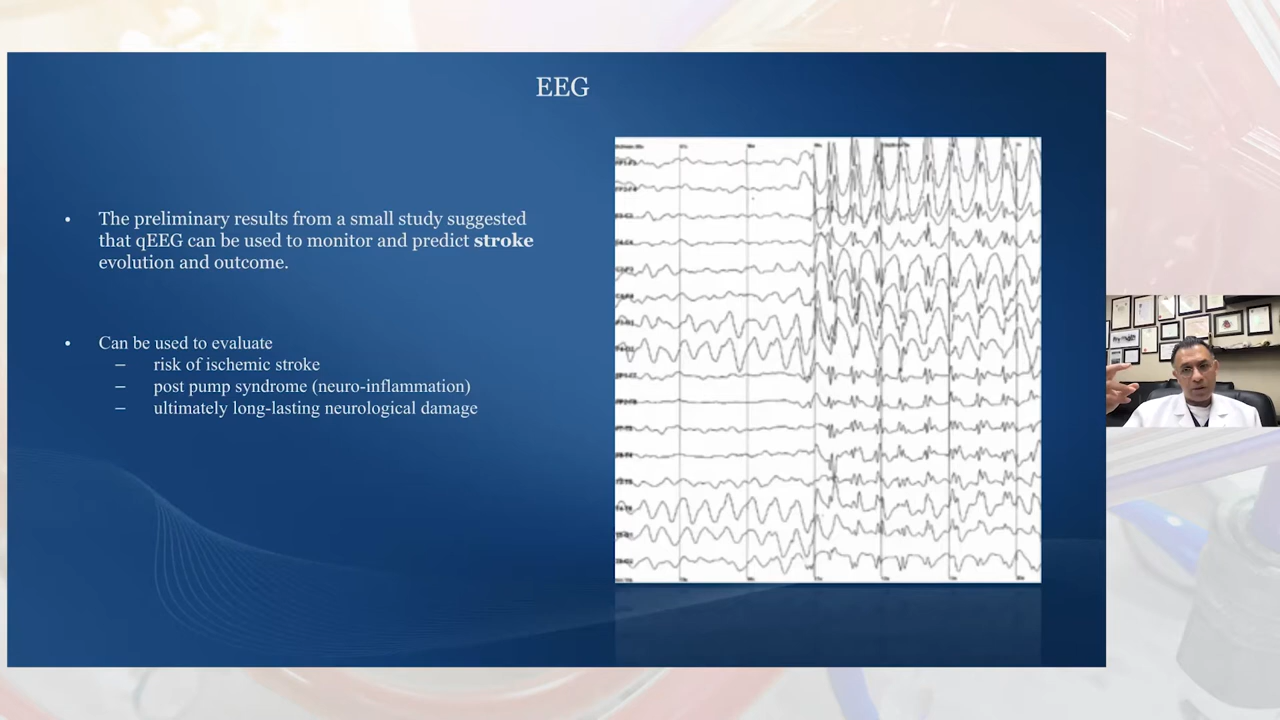 EEG
• The preliminary results from a small study suggested
that qEEG can be used to monitor and predict stroke
evolution and outcome.
• Can be used to evaluate
– risk of ischemic stroke
– post pump syndrome (neuro-inflammation)
– ultimately long-lasting neurological damage